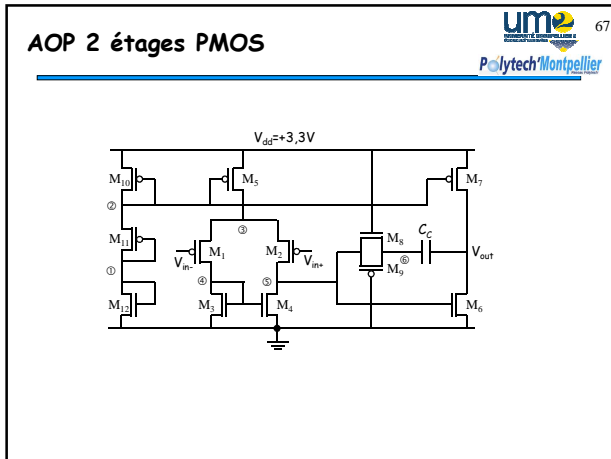 AOP 2 étages PMOS
um2
67
Polytech'Montpellier
Vdd=+3,3V
M10
M5
M7
②
③
M11
M1
M2
M8
CC
Vin-
Vin+
⑥
Vout
M9
①
④
⑤
M12
M3
M4
M6